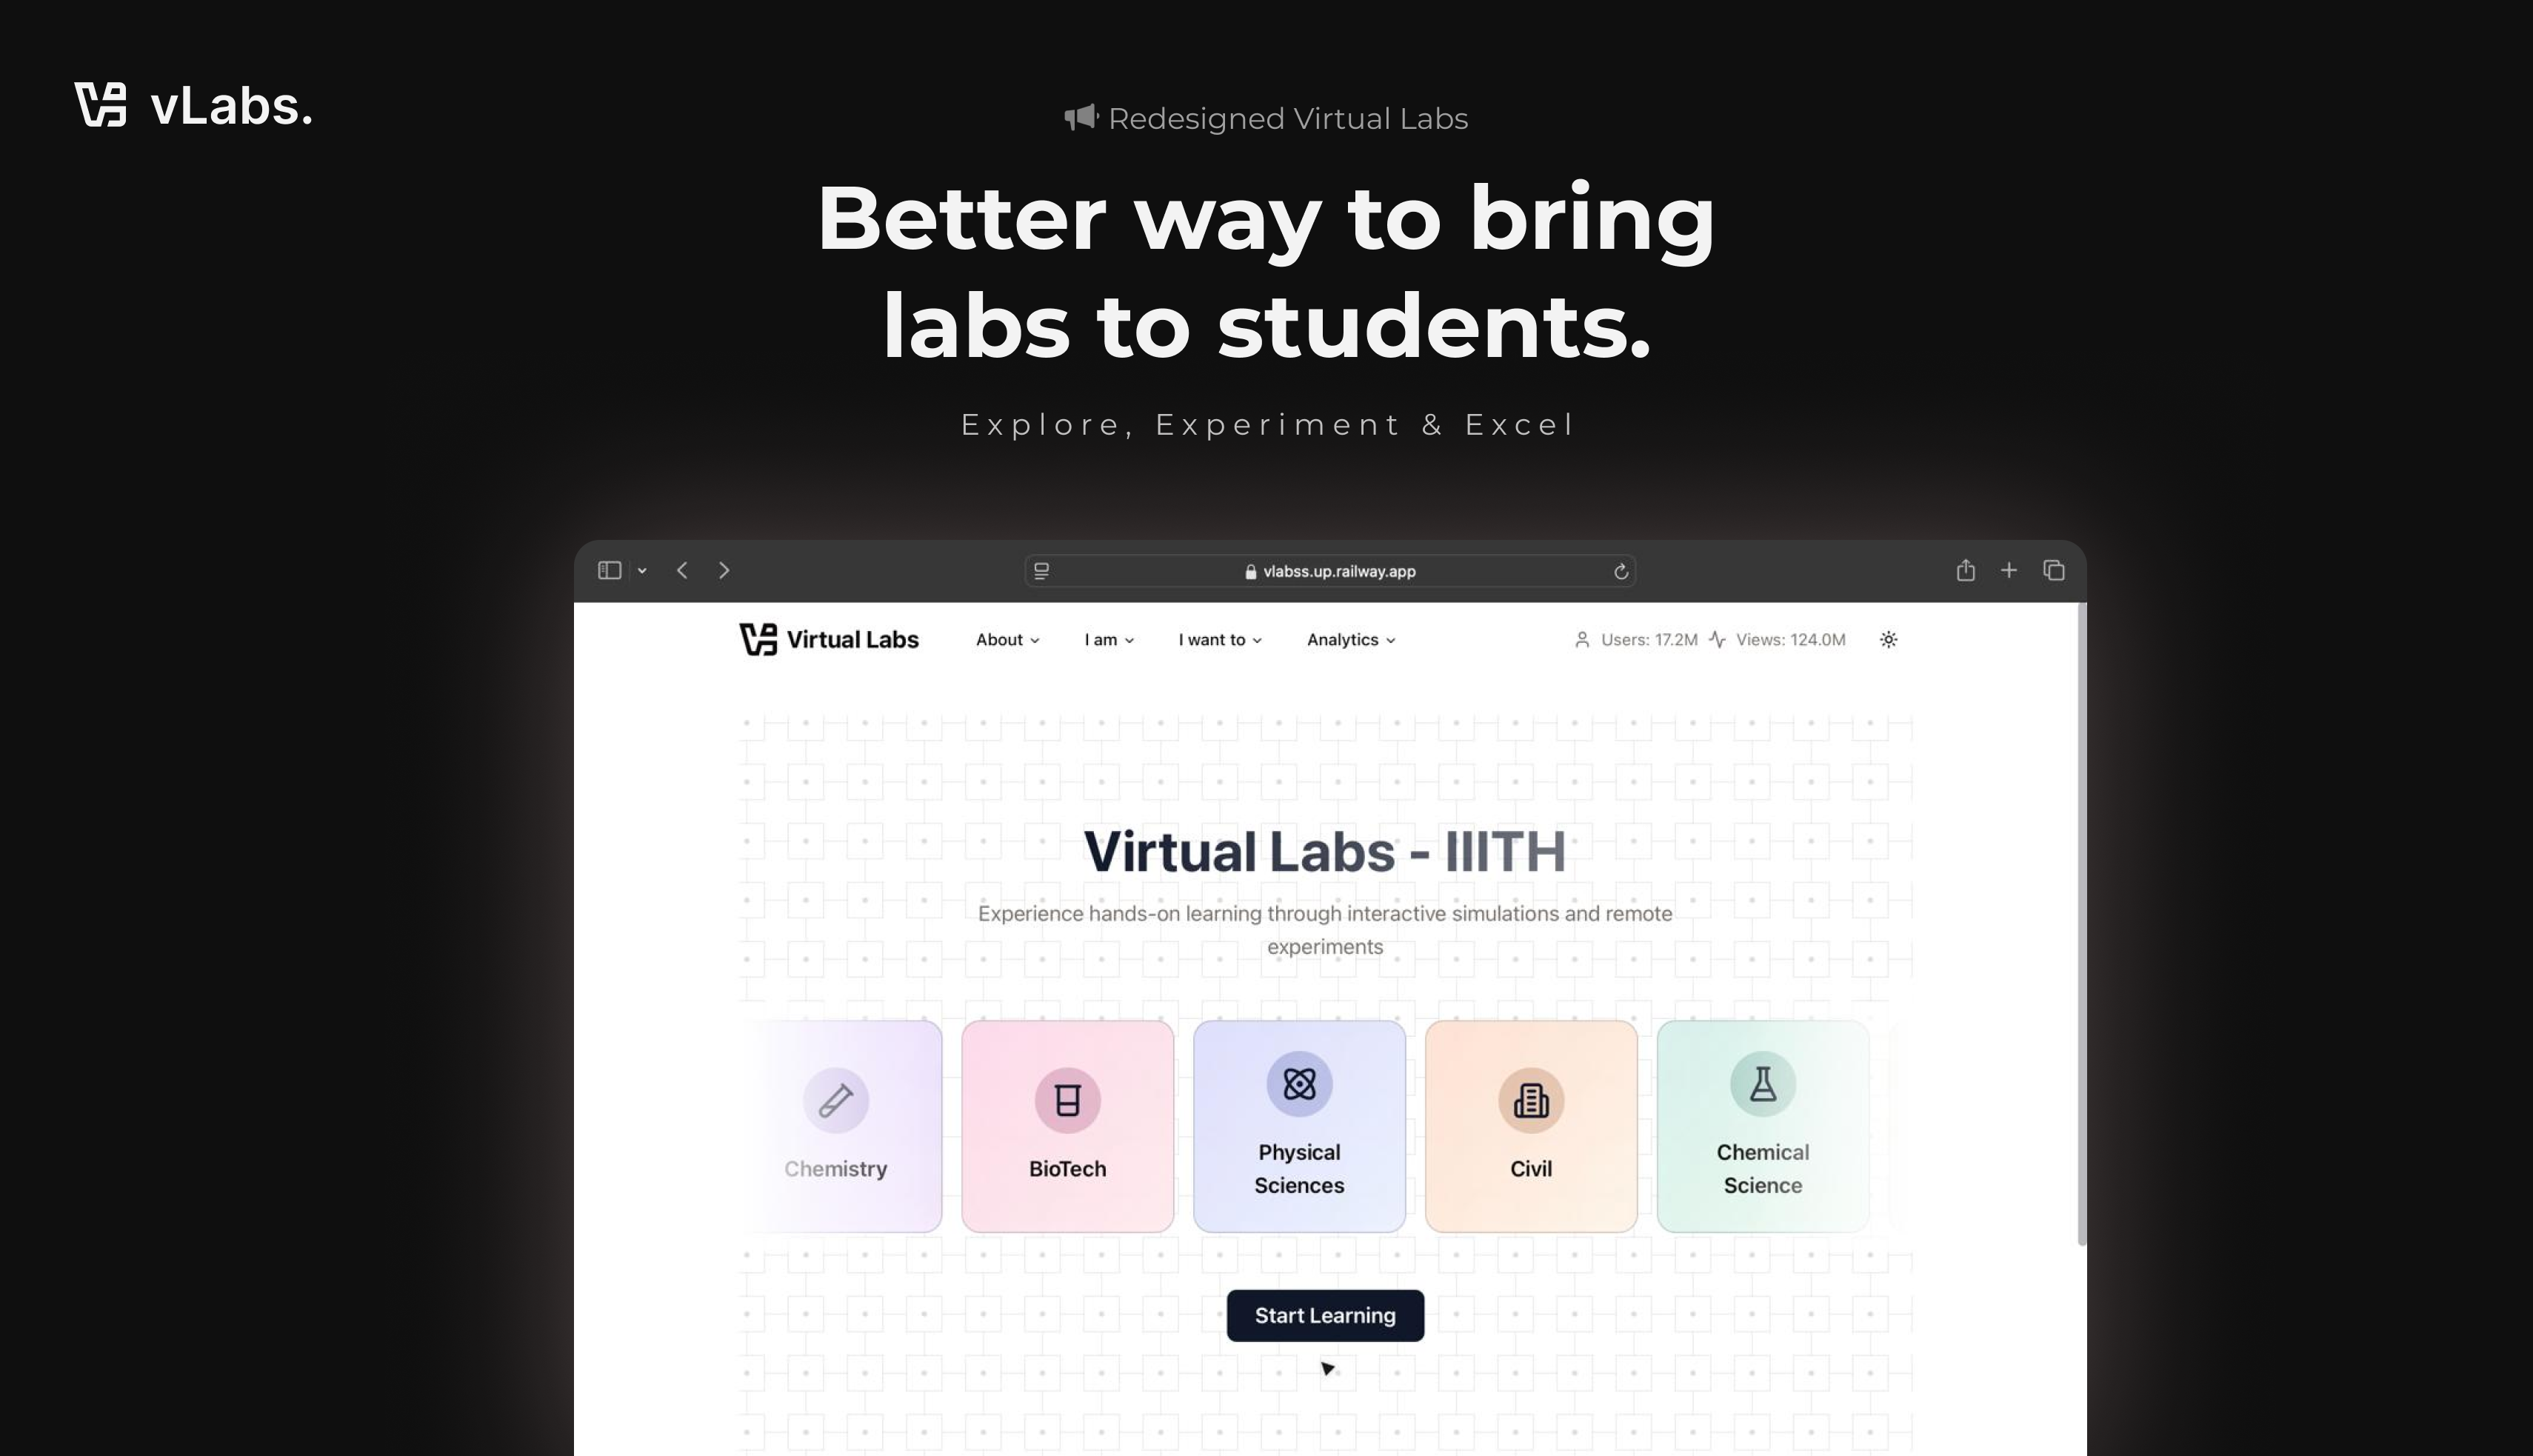 vLabs.
Redesigned Virtual Labs
Better way to bring
labs to students.
Explore, Experiment & Excel
vlabss.up.railway.app
Virtual Labs
About
I am
I want to
Analytics
Users: 17.2M
Views: 124.0M
Virtual Labs - IIITH
Experience hands-on learning through interactive simulations and remote
experiments
Chemistry
BioTech
Physical
Sciences
Civil
Chemical
Science
Start Learning